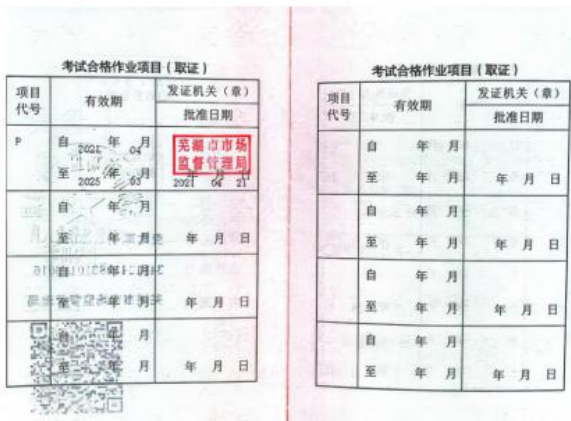 考试合格作业项目（取证）
项目代号 有效期 发证机关（章）
批准日期
P 自 2021 年 04 月 芜湖市市场监督管理局
至 2025 年 03 月 2021 年 04 月 21 日
自 年 月
至 年 月 年 月 日
自 年 月
至 年 月 年 月 日
自 年 月
至 年 月 年 月 日
考试合格作业项目（取证）
项目代号 有效期 发证机关（章）
批准日期
自 年 月
至 年 月 年 月 日
自 年 月
至 年 月 年 月 日
自 年 月
至 年 月 年 月 日
自 年 月
至 年 月 年 月 日